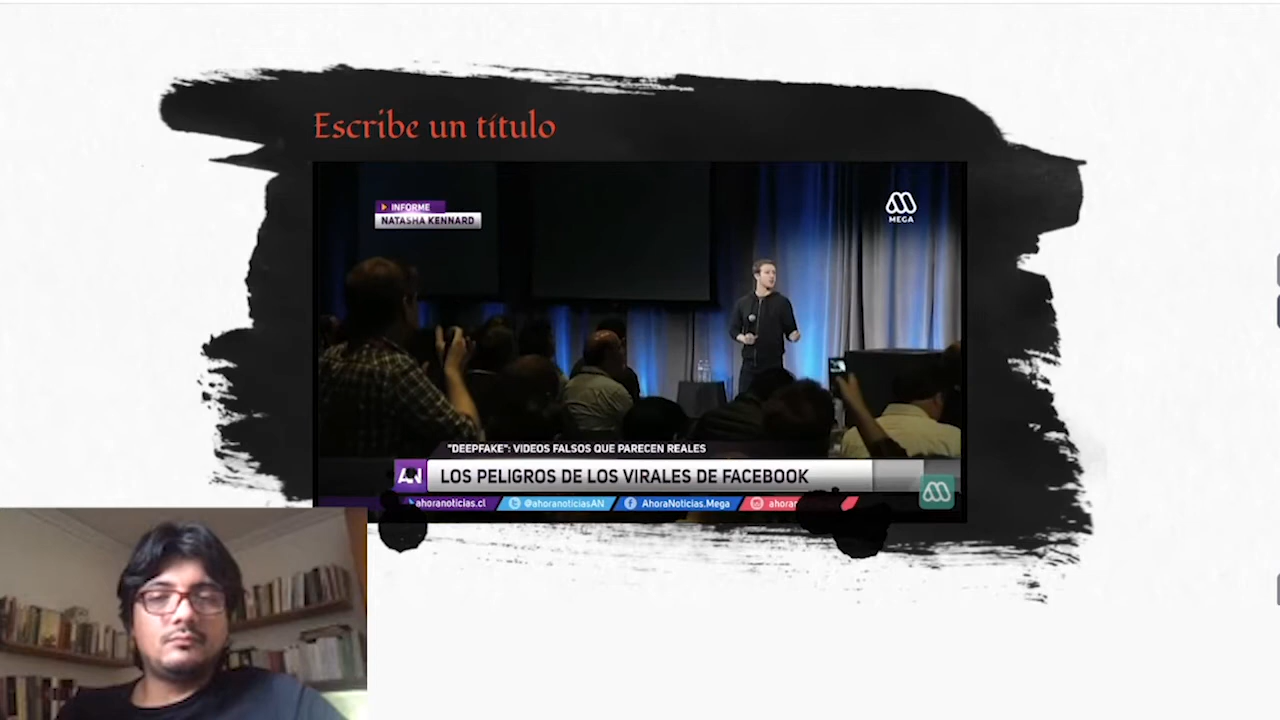 Escribe un título
INFORME
NATASHA KENNARD
MEGA
"DEEPFAKE": VIDEOS FALSOS QUE PARECEN REALES
AN LOS PELIGROS DE LOS VIRALES DE FACEBOOK
ahoranoticias.cl @ahoranoticiasAN AhoraNoticias.Mega ahorar